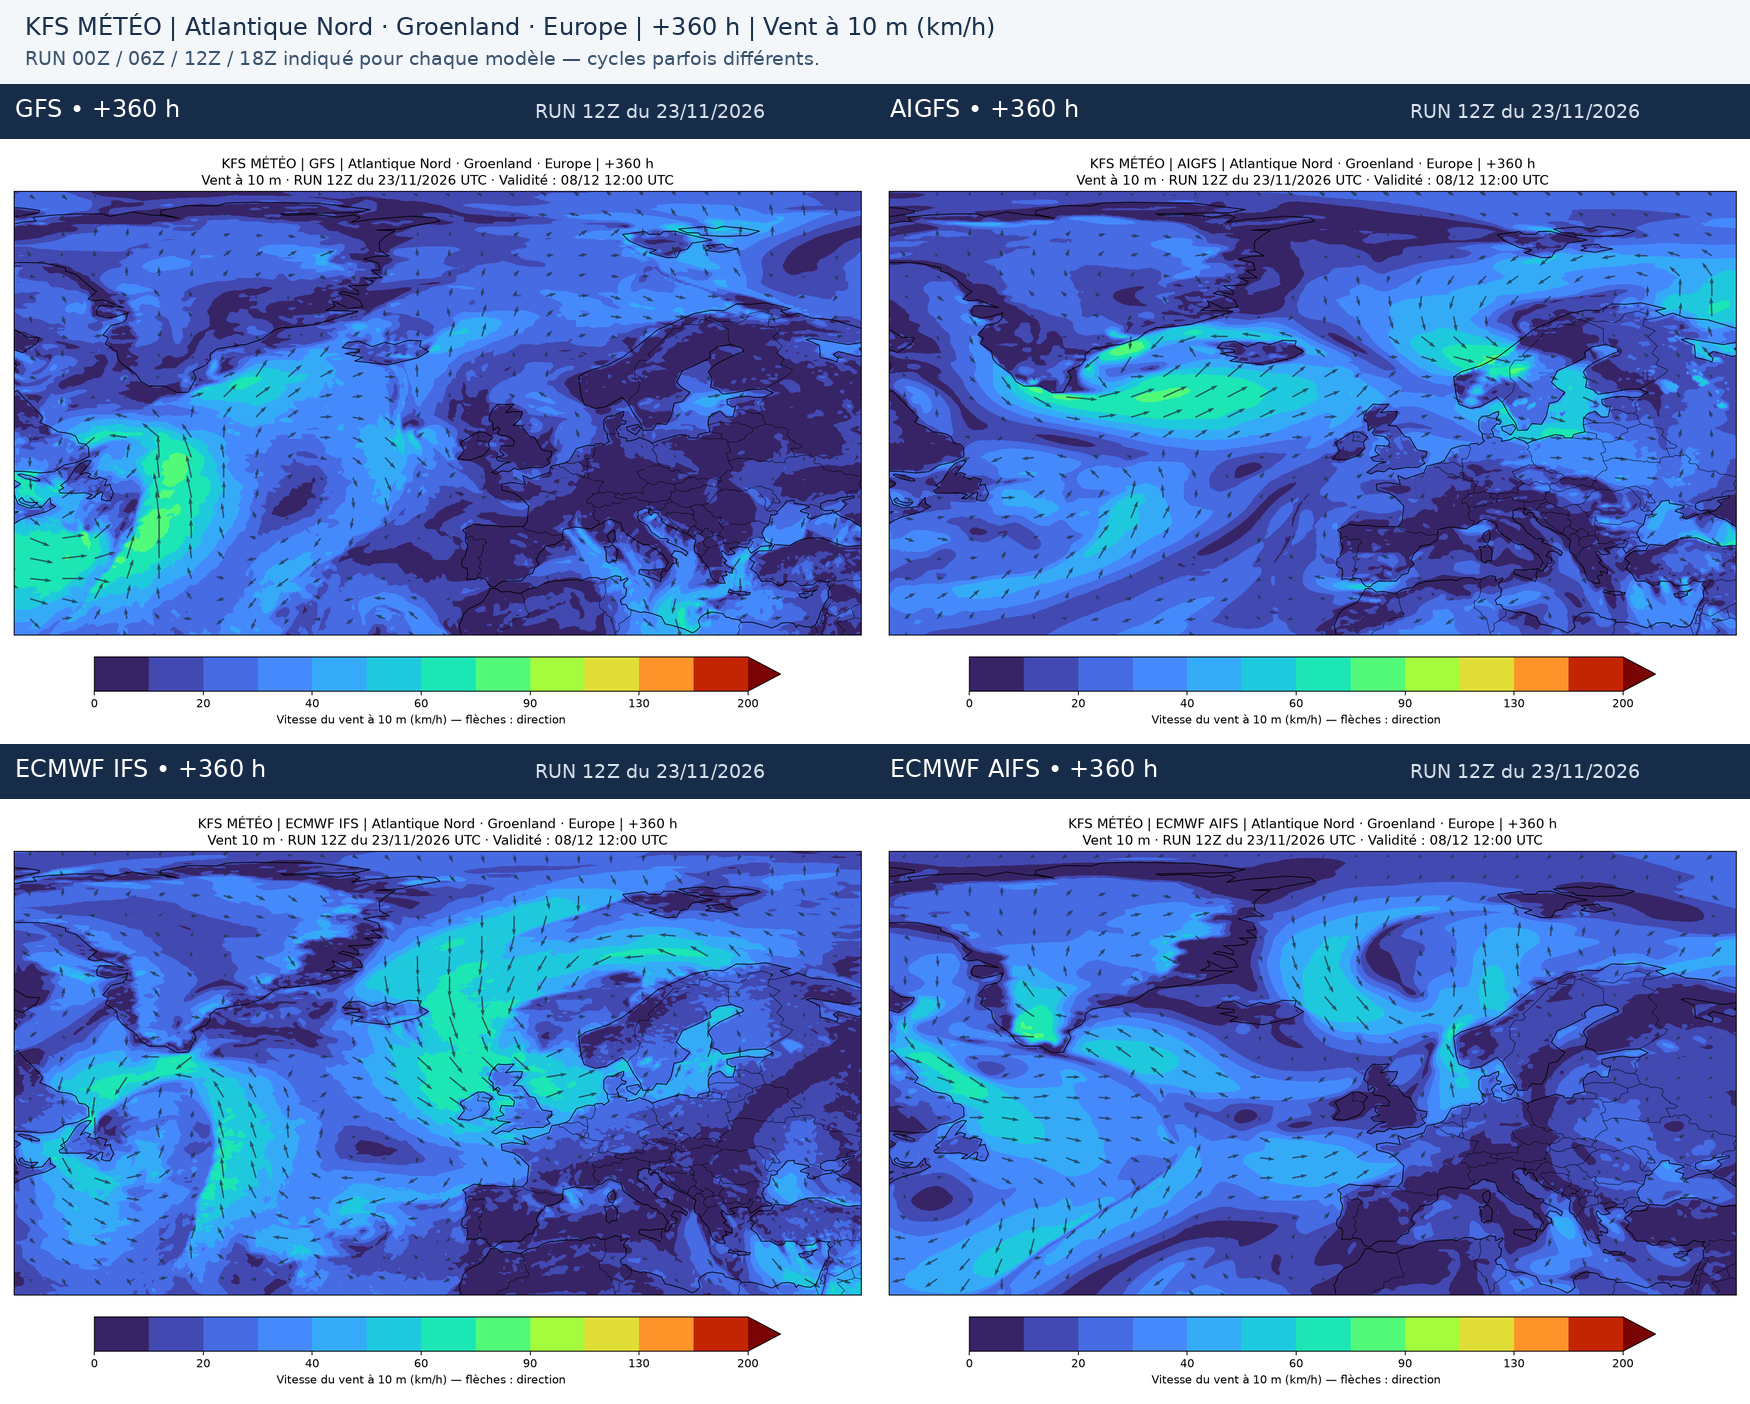 KFS MÉTÉO | Atlantique Nord · Groenland · Europe | +360 h | Vent à 10 m (km/h)
RUN 00Z / 06Z / 12Z / 18Z indiqué pour chaque modèle — cycles parfois différents.
GFS • +360 h
RUN 12Z du 23/11/2026
KFS MÉTÉO | GFS | Atlantique Nord · Groenland · Europe | +360 h
Vent à 10 m · RUN 12Z du 23/11/2026 UTC · Validité : 08/12 12:00 UTC
0 20 40 60 90 130 200
Vitesse du vent à 10 m (km/h) — flèches : direction
AIGFS • +360 h
RUN 12Z du 23/11/2026
KFS MÉTÉO | AIGFS | Atlantique Nord · Groenland · Europe | +360 h
Vent à 10 m · RUN 12Z du 23/11/2026 UTC · Validité : 08/12 12:00 UTC
0 20 40 60 90 130 200
Vitesse du vent à 10 m (km/h) — flèches : direction
ECMWF IFS • +360 h
RUN 12Z du 23/11/2026
KFS MÉTÉO | ECMWF IFS | Atlantique Nord · Groenland · Europe | +360 h
Vent 10 m · RUN 12Z du 23/11/2026 UTC · Validité : 08/12 12:00 UTC
0 20 40 60 90 130 200
Vitesse du vent à 10 m (km/h) — flèches : direction
ECMWF AIFS • +360 h
RUN 12Z du 23/11/2026
KFS MÉTÉO | ECMWF AIFS | Atlantique Nord · Groenland · Europe | +360 h
Vent 10 m · RUN 12Z du 23/11/2026 UTC · Validité : 08/12 12:00 UTC
0 20 40 60 90 130 200
Vitesse du vent à 10 m (km/h) — flèches : direction